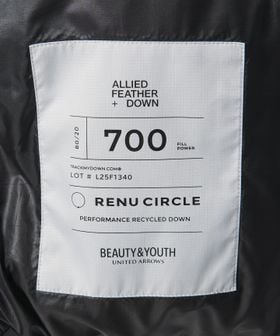 ALLIED
FEATHER
+ DOWN
80/20
700
FILL
POWER
TRACKMYDOWN.COM®
LOT # L25F1340
RENU CIRCLE
PERFORMANCE RECYCLED DOWN
BEAUTY&YOUTH
UNITED ARROWS